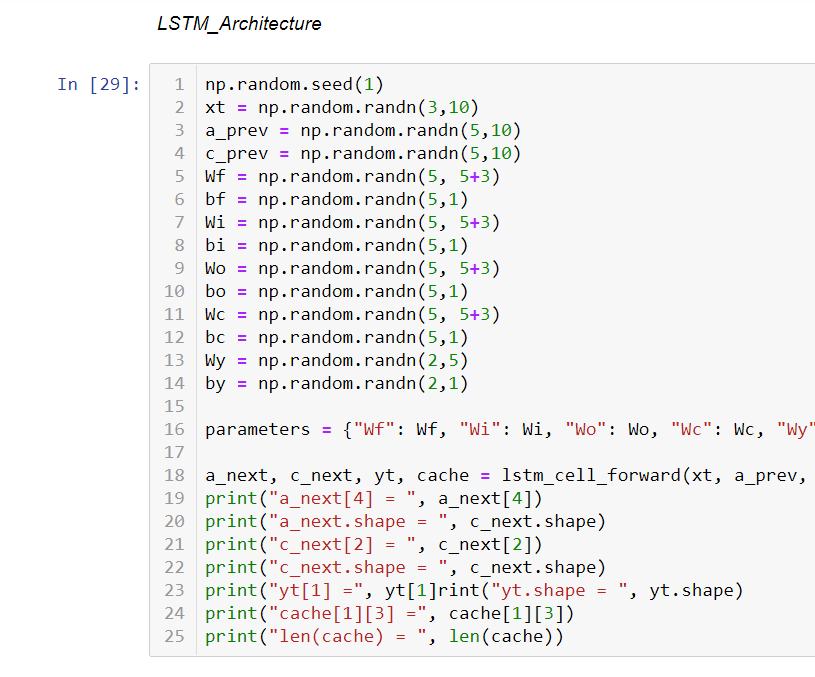 LSTM_Architecture
In [29]:
1 np.random.seed(1)
2 xt = np.random.randn(3,10)
3 a_prev = np.random.randn(5,10)
4 c_prev = np.random.randn(5,10)
5 Wf = np.random.randn(5, 5+3)
6 bf = np.random.randn(5,1)
7 Wi = np.random.randn(5, 5+3)
8 bi = np.random.randn(5,1)
9 Wo = np.random.randn(5, 5+3)
10 bo = np.random.randn(5,1)
11 Wc = np.random.randn(5, 5+3)
12 bc = np.random.randn(5,1)
13 Wy = np.random.randn(2,5)
14 by = np.random.randn(2,1)
15
16 parameters = {"Wf": Wf, "Wi": Wi, "Wo": Wo, "Wc": Wc, "Wy"
17
18 a_next, c_next, yt, cache = lstm_cell_forward(xt, a_prev,
19 print("a_next[4] = ", a_next[4])
20 print("a_next.shape = ", c_next.shape)
21 print("c_next[2] = ", c_next[2])
22 print("c_next.shape = ", c_next.shape)
23 print("yt[1] =", yt[1]rint("yt.shape = ", yt.shape)
24 print("cache[1][3] =", cache[1][3])
25 print("len(cache) = ", len(cache))